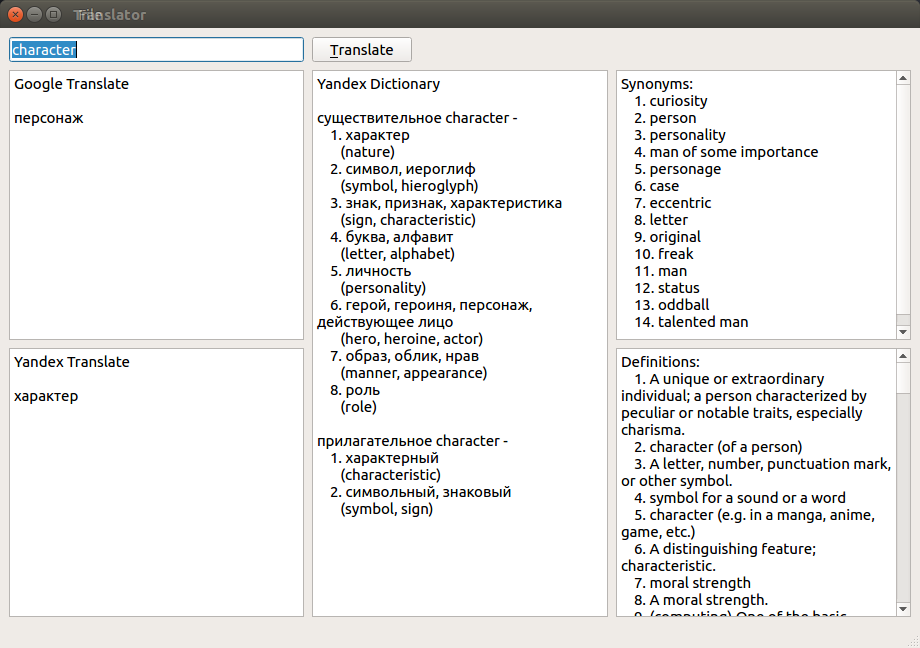 Translator
character
Translate
Google Translate
персонаж
Yandex Translate
характер
Yandex Dictionary
существительное character -
1. характер
(nature)
2. символ, иероглиф
(symbol, hieroglyph)
3. знак, признак, характеристика
(sign, characteristic)
4. буква, алфавит
(letter, alphabet)
5. личность
(personality)
6. герой, героиня, персонаж,
действующее лицо
(hero, heroine, actor)
7. образ, облик, нрав
(manner, appearance)
8. роль
(role)
прилагательное character -
1. характерный
(characteristic)
2. символьный, знаковый
(symbol, sign)
Synonyms:
1. curiosity
2. person
3. personality
4. man of some importance
5. personage
6. case
7. eccentric
8. letter
9. original
10. freak
11. man
12. status
13. oddball
14. talented man
Definitions:
1. A unique or extraordinary
individual; a person characterized by
peculiar or notable traits, especially
charisma.
2. character (of a person)
3. A letter, number, punctuation mark,
or other symbol.
4. symbol for a sound or a word
5. character (e.g. in a manga, anime,
game, etc.)
6. A distinguishing feature;
characteristic.
7. moral strength
8. A moral strength.
9. (computing) One of the basic